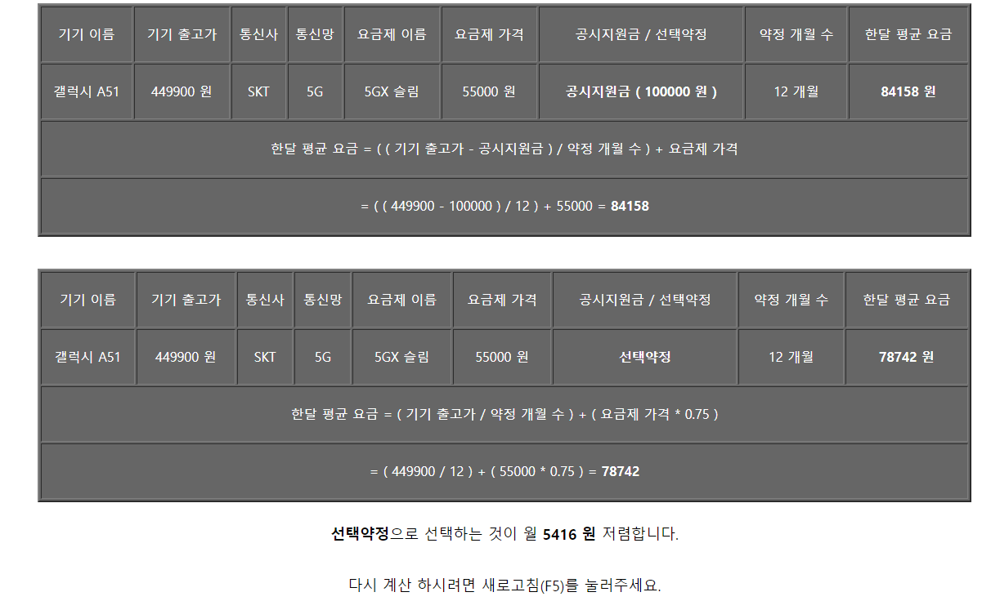 기기 이름 기기 출고가 통신사 통신망 요금제 이름 요금제 가격 공시지원금 / 선택약정 약정 개월 수 한달 평균 요금
갤럭시 A51 449900 원 SKT 5G 5GX 슬림 55000 원 공시지원금 ( 100000 원 ) 12 개월 84158 원
한달 평균 요금 = ( ( 기기 출고가 - 공시지원금 ) / 약정 개월 수 ) + 요금제 가격
= ( ( 449900 - 100000 ) / 12 ) + 55000 = 84158
기기 이름 기기 출고가 통신사 통신망 요금제 이름 요금제 가격 공시지원금 / 선택약정 약정 개월 수 한달 평균 요금
갤럭시 A51 449900 원 SKT 5G 5GX 슬림 55000 원 선택약정 12 개월 78742 원
한달 평균 요금 = ( 기기 출고가 / 약정 개월 수 ) + ( 요금제 가격 * 0.75 )
= ( 449900 / 12 ) + ( 55000 * 0.75 ) = 78742
선택약정으로 선택하는 것이 월 5416 원 저렴합니다.
다시 계산 하시려면 새로고침(F5)를 눌러주세요.